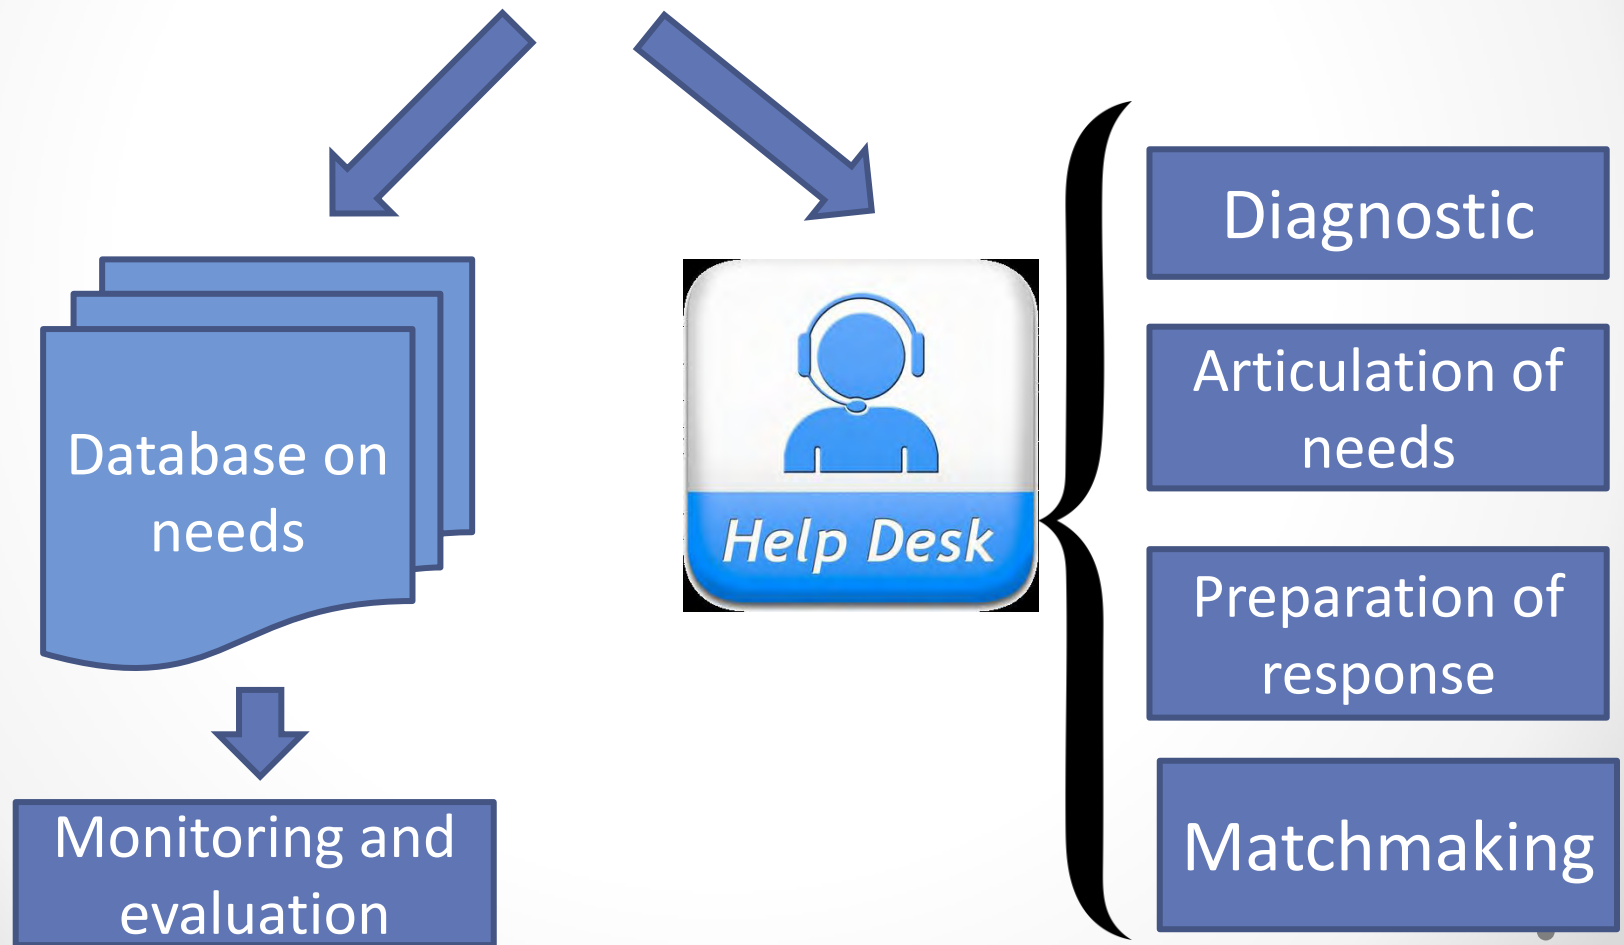 Database on
needs
Monitoring and
evaluation
Help Desk
Diagnostic
Articulation of
needs
Preparation of
response
Matchmaking